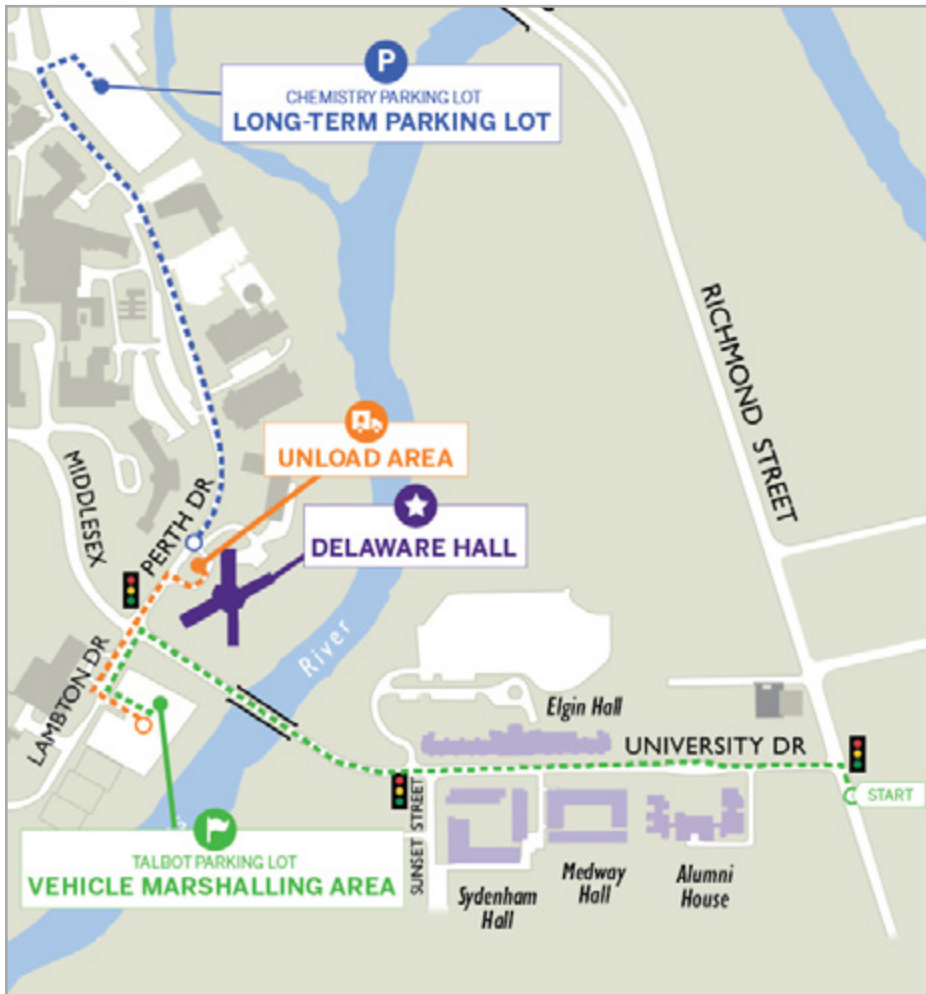 P
CHEMISTRY PARKING LOT
LONG-TERM PARKING LOT
RICHMOND STREET
UNLOAD AREA
MIDDLESEX
PERTH DR
DELAWARE HALL
River
LAMBTON DR
Elgin Hall
UNIVERSITY DR
START
SUNSET STREET
TALBOT PARKING LOT
VEHICLE MARSHALLING AREA
Sydenham
Hall
Medway
Hall
Alumni
House